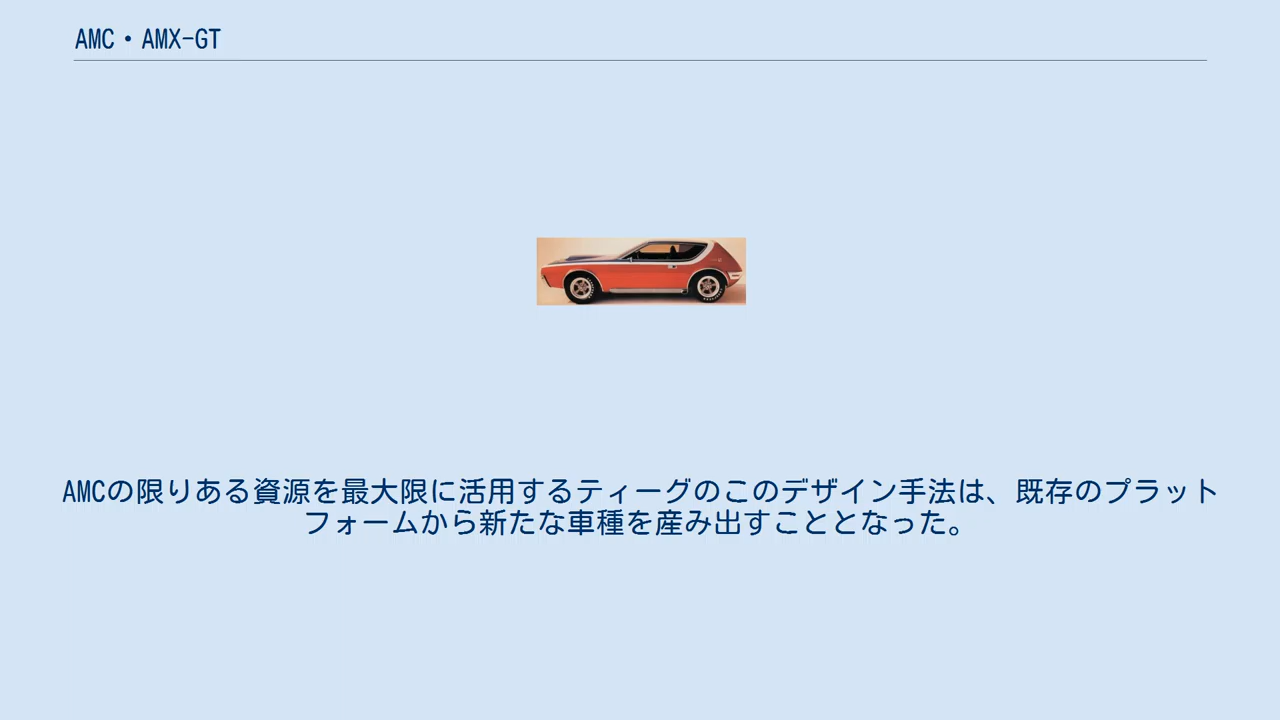 AMC・AMX-GT
AMCの限りある資源を最大限に活用するティーグのこのデザイン手法は、既存のプラット
フォームから新たな車種を産み出すこととなった。